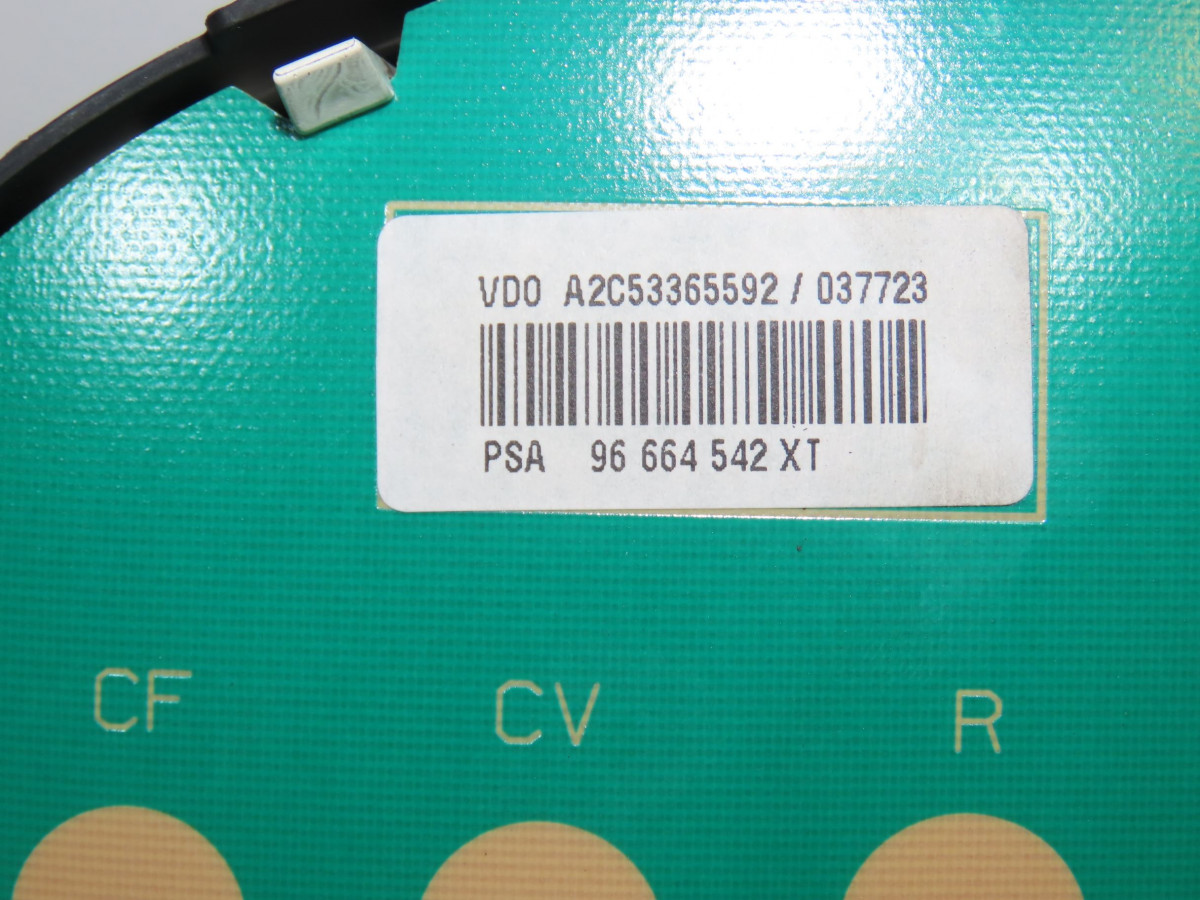 VDO A2C53365592 / 037723
PSA 96 664 542 XT
CF CV R